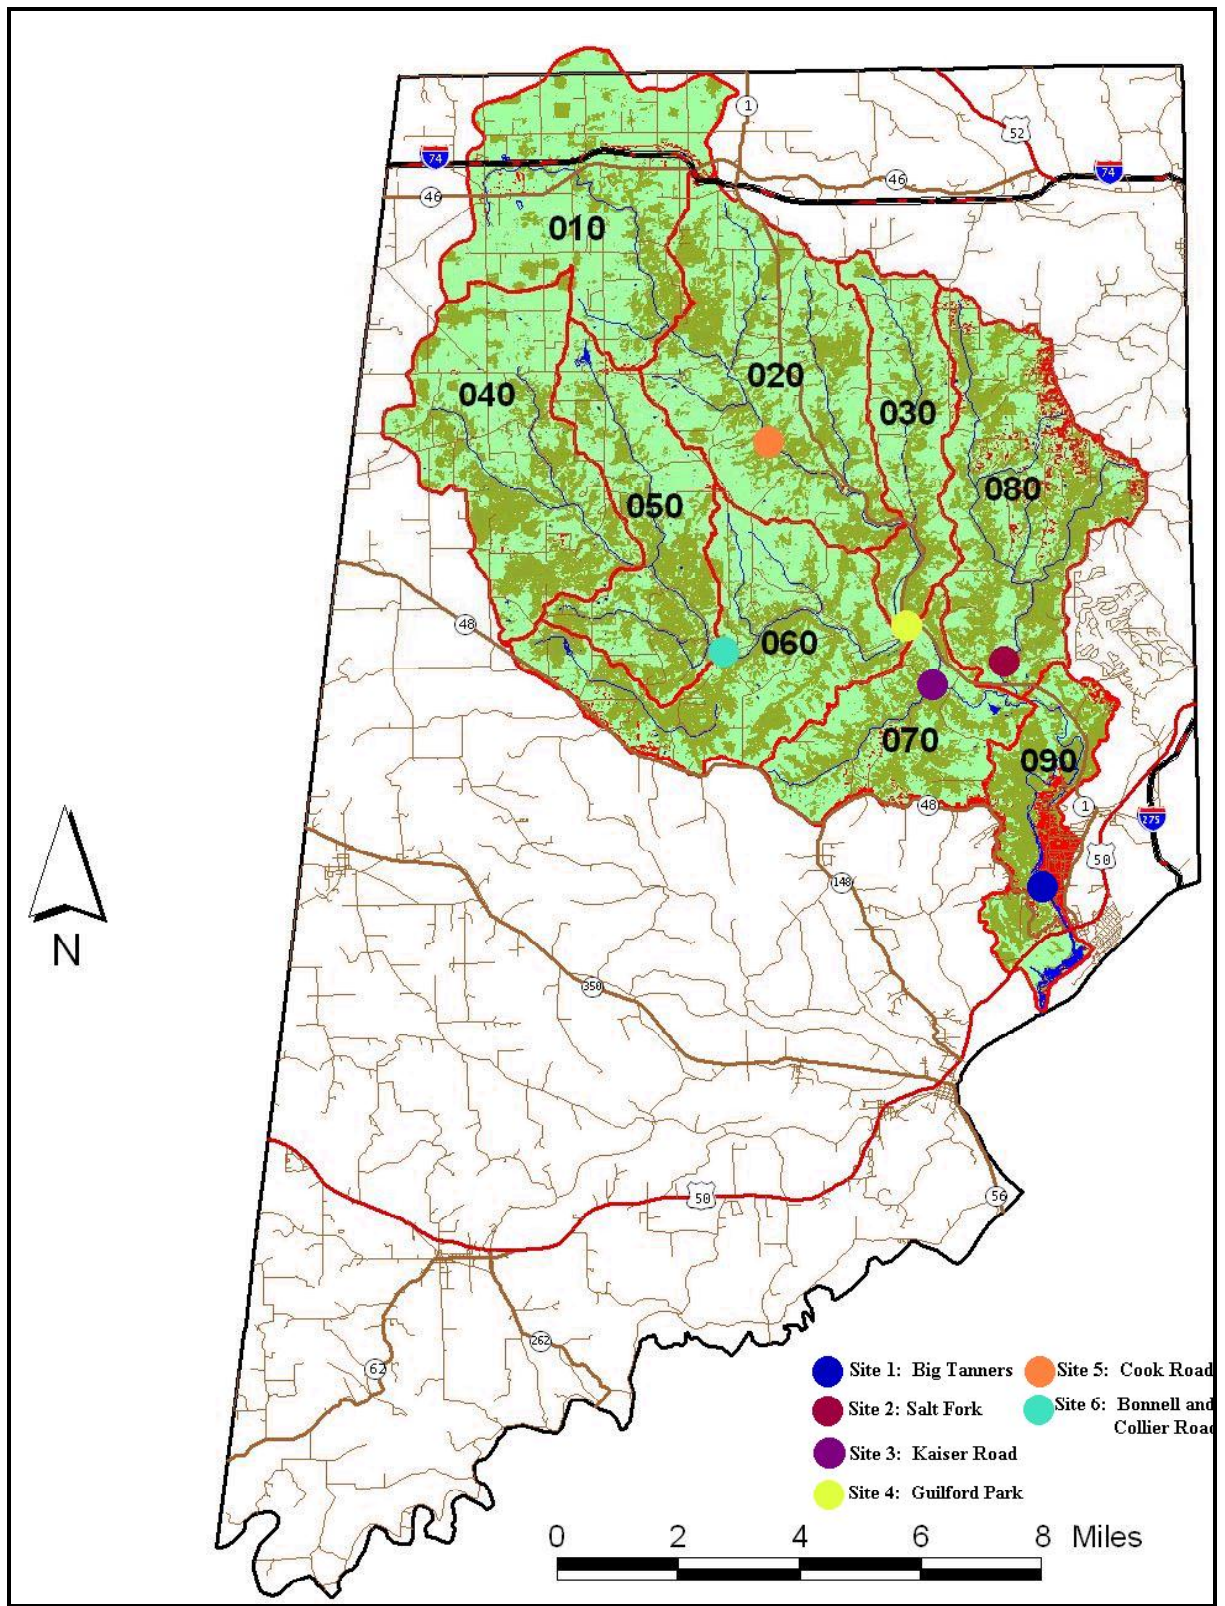 1
52
74
46
74
46
010
020
040
030
080
050
48
060
070
090
48
1
275
50
148
N
350
50
56
262
62
Site 1: Big Tanners
Site 5: Cook Road
Site 2: Salt Fork
Site 6: Bonnell and
Collier Road
Site 3: Kaiser Road
Site 4: Guilford Park
0 2 4 6 8 Miles